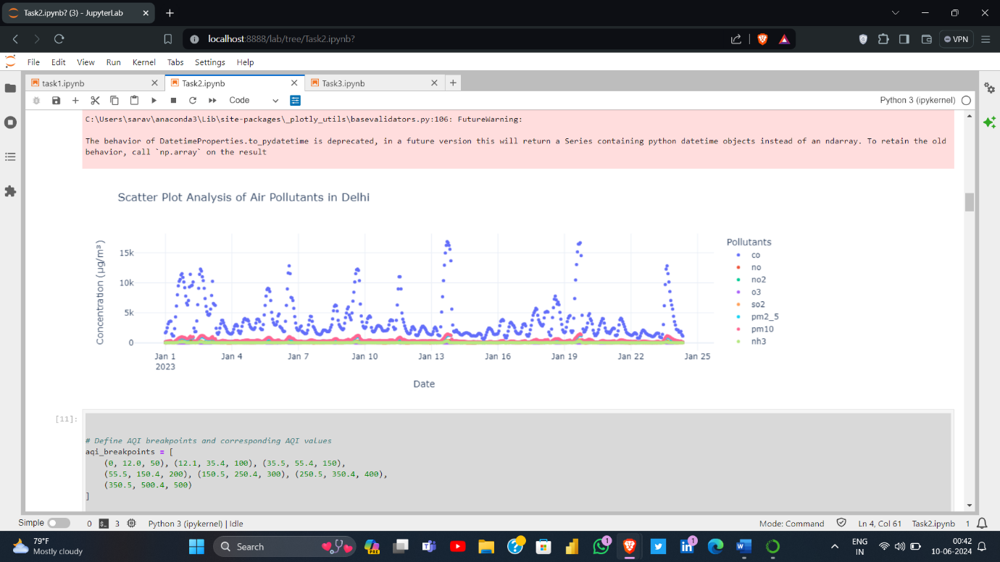 Task2.ipynb? (3) - JupyterLab
localhost:8888/lab/tree/Task2.ipynb?
VPN
File Edit View Run Kernel Tabs Settings Help
task1.ipynb Task2.ipynb Task3.ipynb
Code Python 3 (ipykernel)
C:\Users\sarav\anaconda3\Lib\site-packages\_plotly_utils\basevalidators.py:106: FutureWarning:
The behavior of DatetimeProperties.to_pydatetime is deprecated, in a future version this will return a Series containing python datetime objects instead of an ndarray. To retain the old
behavior, call `np.array` on the result
Scatter Plot Analysis of Air Pollutants in Delhi
Concentration (µg/m³)
15k
10k
5k
0
Jan 1 Jan 4 Jan 7 Jan 10 Jan 13 Jan 16 Jan 19 Jan 22 Jan 25
2023
Date
Pollutants
co
no
no2
o3
so2
pm2_5
pm10
nh3
[11]:
# Define AQI breakpoints and corresponding AQI values
aqi_breakpoints = [
(0, 12.0, 50), (12.1, 35.4, 100), (35.5, 55.4, 150),
(55.5, 150.4, 200), (150.5, 250.4, 300), (250.5, 350.4, 400),
(350.5, 500.4, 500)
]
Simple 0 3 Python 3 (ipykernel) | Idle Mode: Command Ln 4, Col 61 Task2.ipynb 1
79°F
Mostly cloudy
Search
PRE
1
1
ENG
IN
00:42
10-06-2024